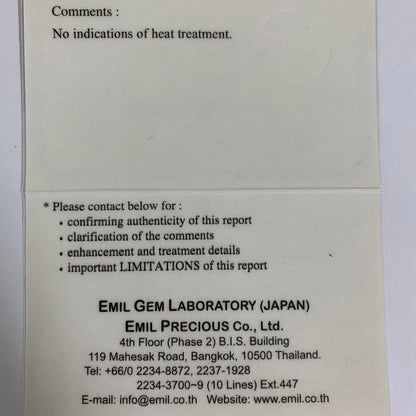 Comments :
No indications of heat treatment.
* Please contact below for :
• confirming authenticity of this report
• clarification of the comments
• enhancement and treatment details
• important LIMITATIONS of this report
EMIL GEM LABORATORY (JAPAN)
EMIL PRECIOUS CO., LTD.
4th Floor (Phase 2) B.I.S. Building
119 Mahesak Road, Bangkok, 10500 Thailand.
Tel: +66/0 2234-8872, 2237-1928
2234-3700~9 (10 Lines) Ext.447
E-mail: info@emil.co.th Website: www.emil.co.th